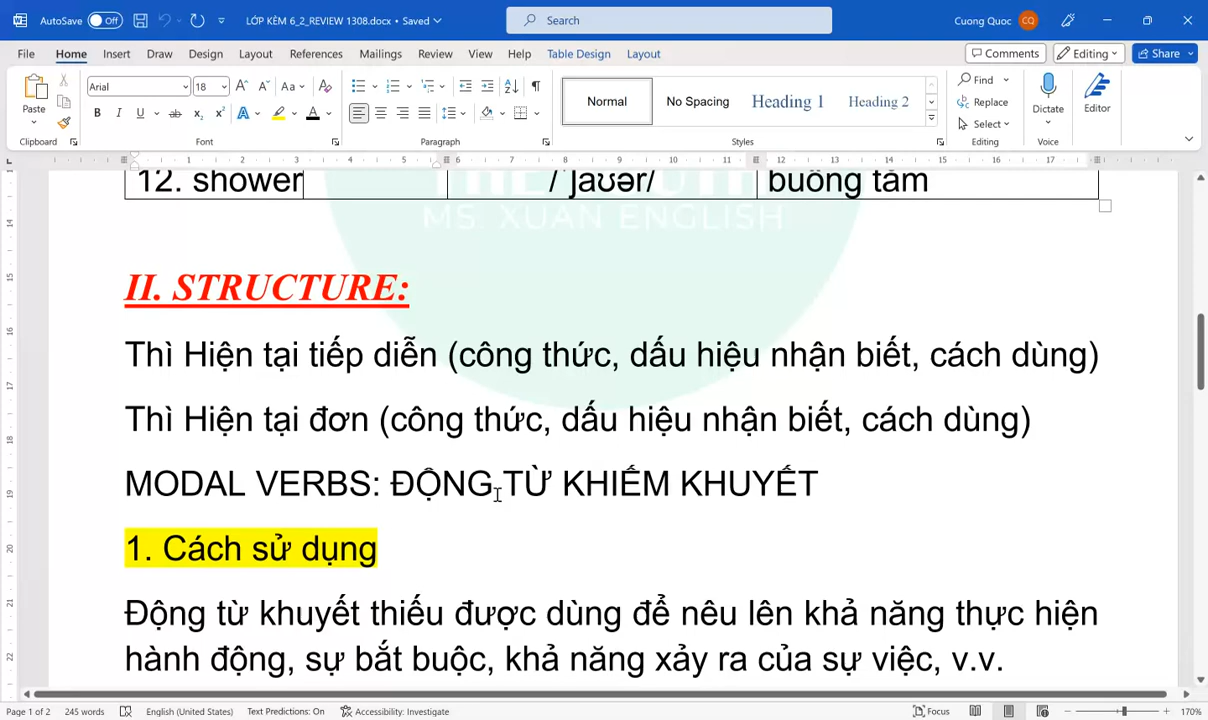 AutoSave Off LỚP KÈM 6_2_REVIEW 1308.docx • Saved Search Cuong Quoc CQ
File Home Insert Draw Design Layout References Mailings Review View Help Table Design Layout Comments Editing Share
Paste Arial 18 Aa Normal No Spacing Heading 1 Heading 2 Find Replace Select Dictate Editor
Clipboard Font Paragraph Styles Editing Voice Editor
12. shower /ˈʃaʊər/ buồng tắm
MS. XUAN ENGLISH
II. STRUCTURE:
Thì Hiện tại tiếp diễn (công thức, dấu hiệu nhận biết, cách dùng)
Thì Hiện tại đơn (công thức, dấu hiệu nhận biết, cách dùng)
MODAL VERBS: ĐỘNG TỪ KHIẾM KHUYẾT
1. Cách sử dụng
Động từ khuyết thiếu được dùng để nêu lên khả năng thực hiện
hành động, sự bắt buộc, khả năng xảy ra của sự việc, v.v.
Page 1 of 2 245 words English (United States) Text Predictions: On Accessibility: Investigate Focus 170%